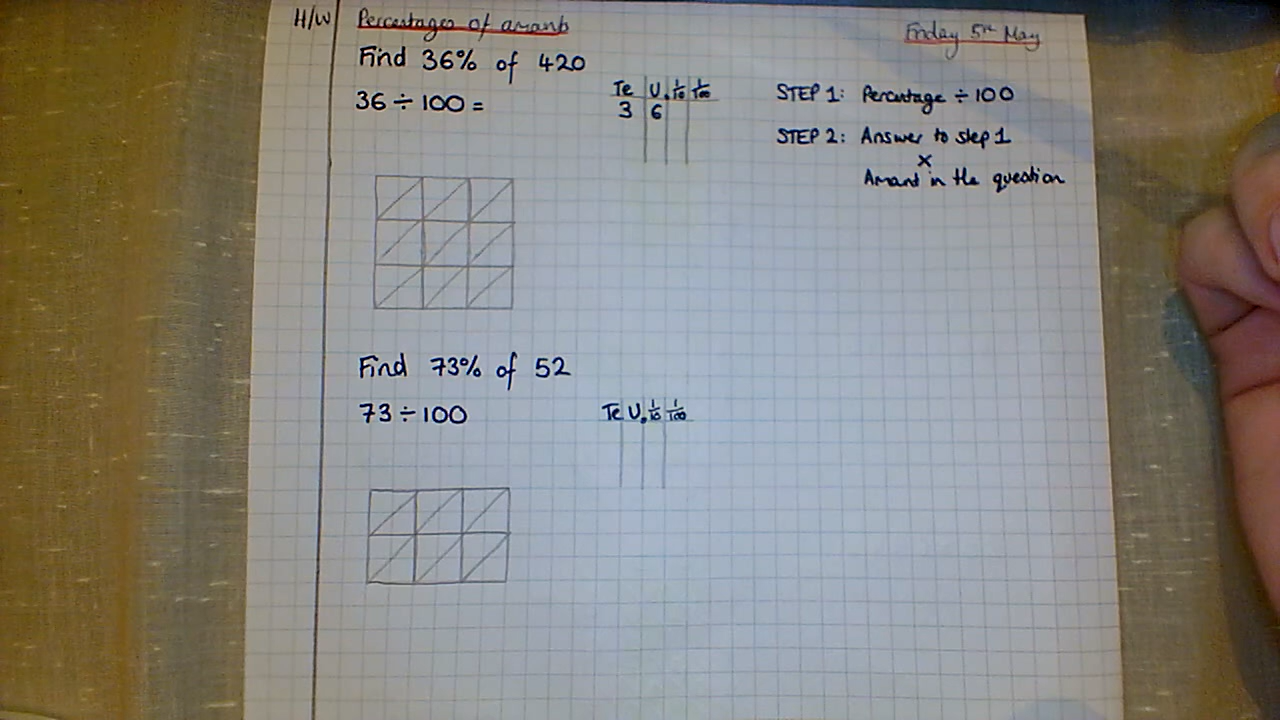 H/W Percentages of amounts Friday 5th May
Find 36% of 420
36 ÷ 100 =
Te U . 1/10 1/100
3 6
STEP 1: Percentage ÷ 100
STEP 2: Answer to step 1
×
Amount in the question
Find 73% of 52
73 ÷ 100
Te U . 1/10 1/100